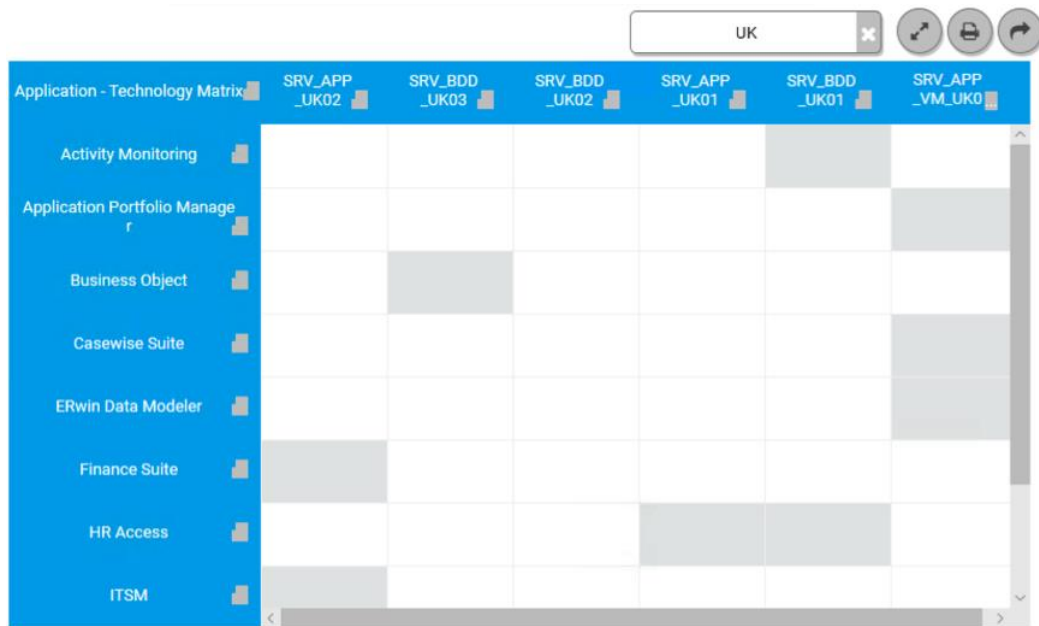 UK
Application - Technology Matrix
SRV_APP
_UK02
SRV_BDD
_UK03
SRV_BDD
_UK02
SRV_APP
_UK01
SRV_BDD
_UK01
SRV_APP
_VM_UK0...
Activity Monitoring
Application Portfolio Manage
r
Business Object
Casewise Suite
ERwin Data Modeler
Finance Suite
HR Access
ITSM